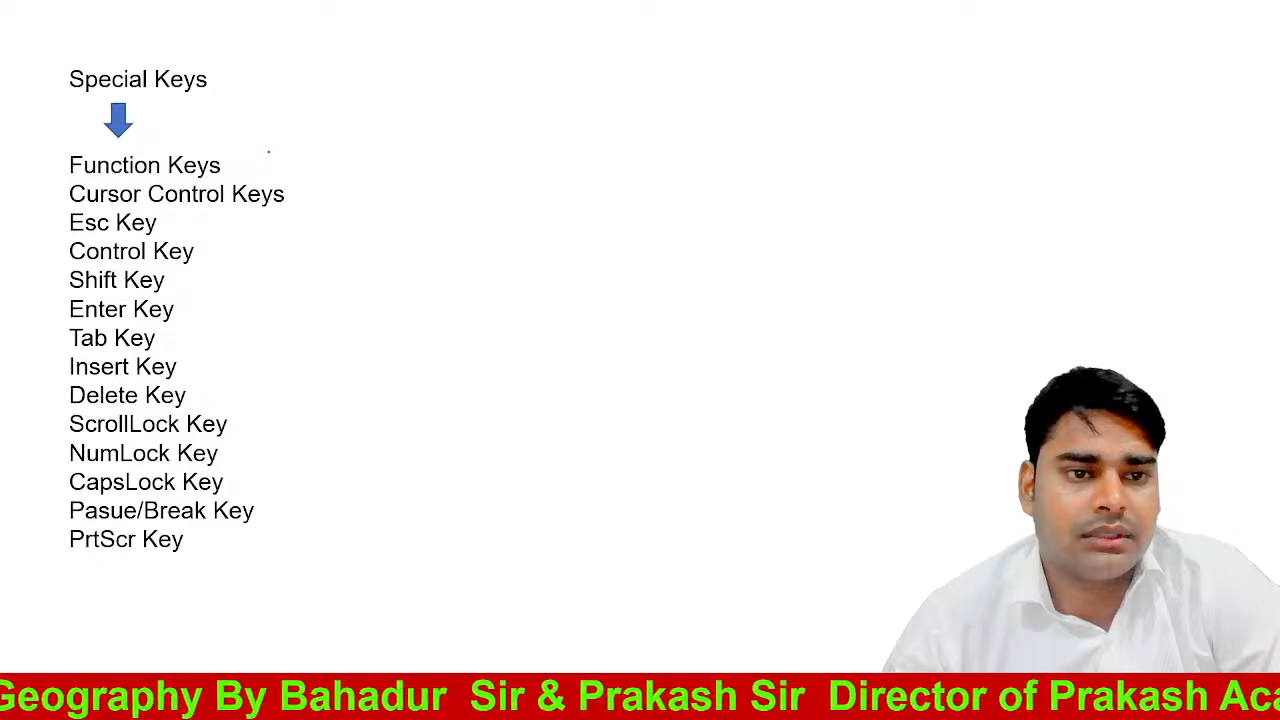 Special Keys
Function Keys
Cursor Control Keys
Esc Key
Control Key
Shift Key
Enter Key
Tab Key
Insert Key
Delete Key
ScrollLock Key
NumLock Key
CapsLock Key
Pasue/Break Key
PrtScr Key
Geography By Bahadur Sir & Prakash Sir Director of Prakash Aca